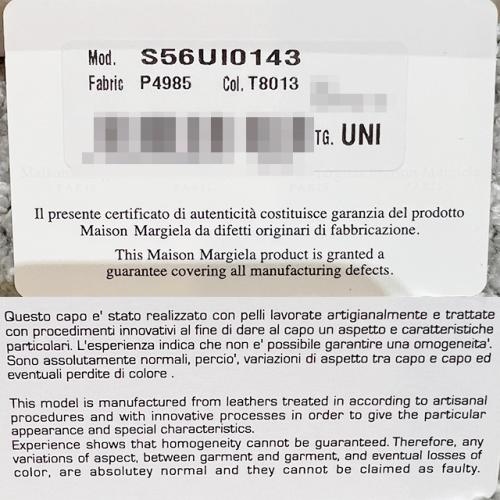 Mod. S56UI0143
Fabric P4985 Col. T8013
TG. UNI
Il presente certificato di autenticità costituisce garanzia del prodotto
Maison Margiela da difetti originari di fabbricazione.
This Maison Margiela product is granted a
guarantee covering all manufacturing defects.
Questo capo e' stato realizzato con pelli lavorate artigianalmente e trattate
con procedimenti innovativi al fine di dare al capo un aspetto e caratteristiche
particolari. L'esperienza indica che non e' possibile garantire una omogeneita'.
Sono assolutamente normali, percio', variazioni di aspetto tra capo e capo ed
eventuali perdite di colore .
This model is manufactured from leathers treated in according to artisanal
procedures and with innovative processes in order to give the particular
appearance and special characteristics.
Experience shows that homogeneity cannot be guaranteed. Therefore, any
variations of aspect, between garment and garment, and eventual losses of
color, are absolutey normal and they cannot be claimed as faulty.